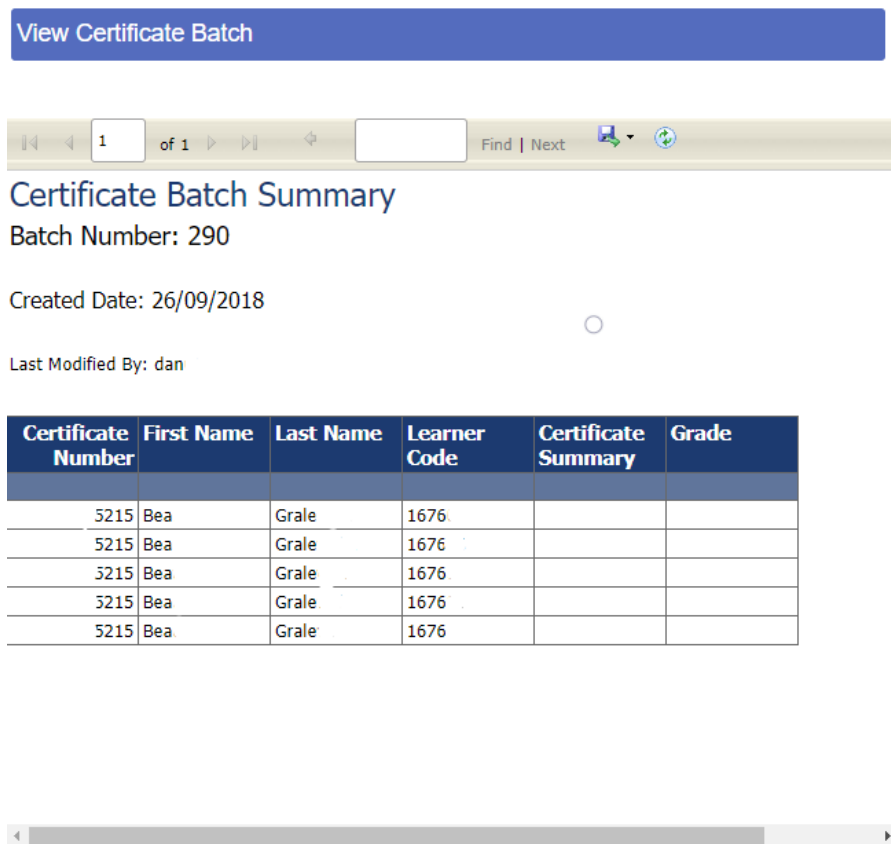 View Certificate Batch
1 of 1 Find | Next
Certificate Batch Summary
Batch Number: 290
Created Date: 26/09/2018
Last Modified By: dan
Certificate Number First Name Last Name Learner Code Certificate Summary Grade
5215 Bea Grale 1676
5215 Bea Grale 1676
5215 Bea Grale 1676
5215 Bea Grale 1676
5215 Bea Grale 1676